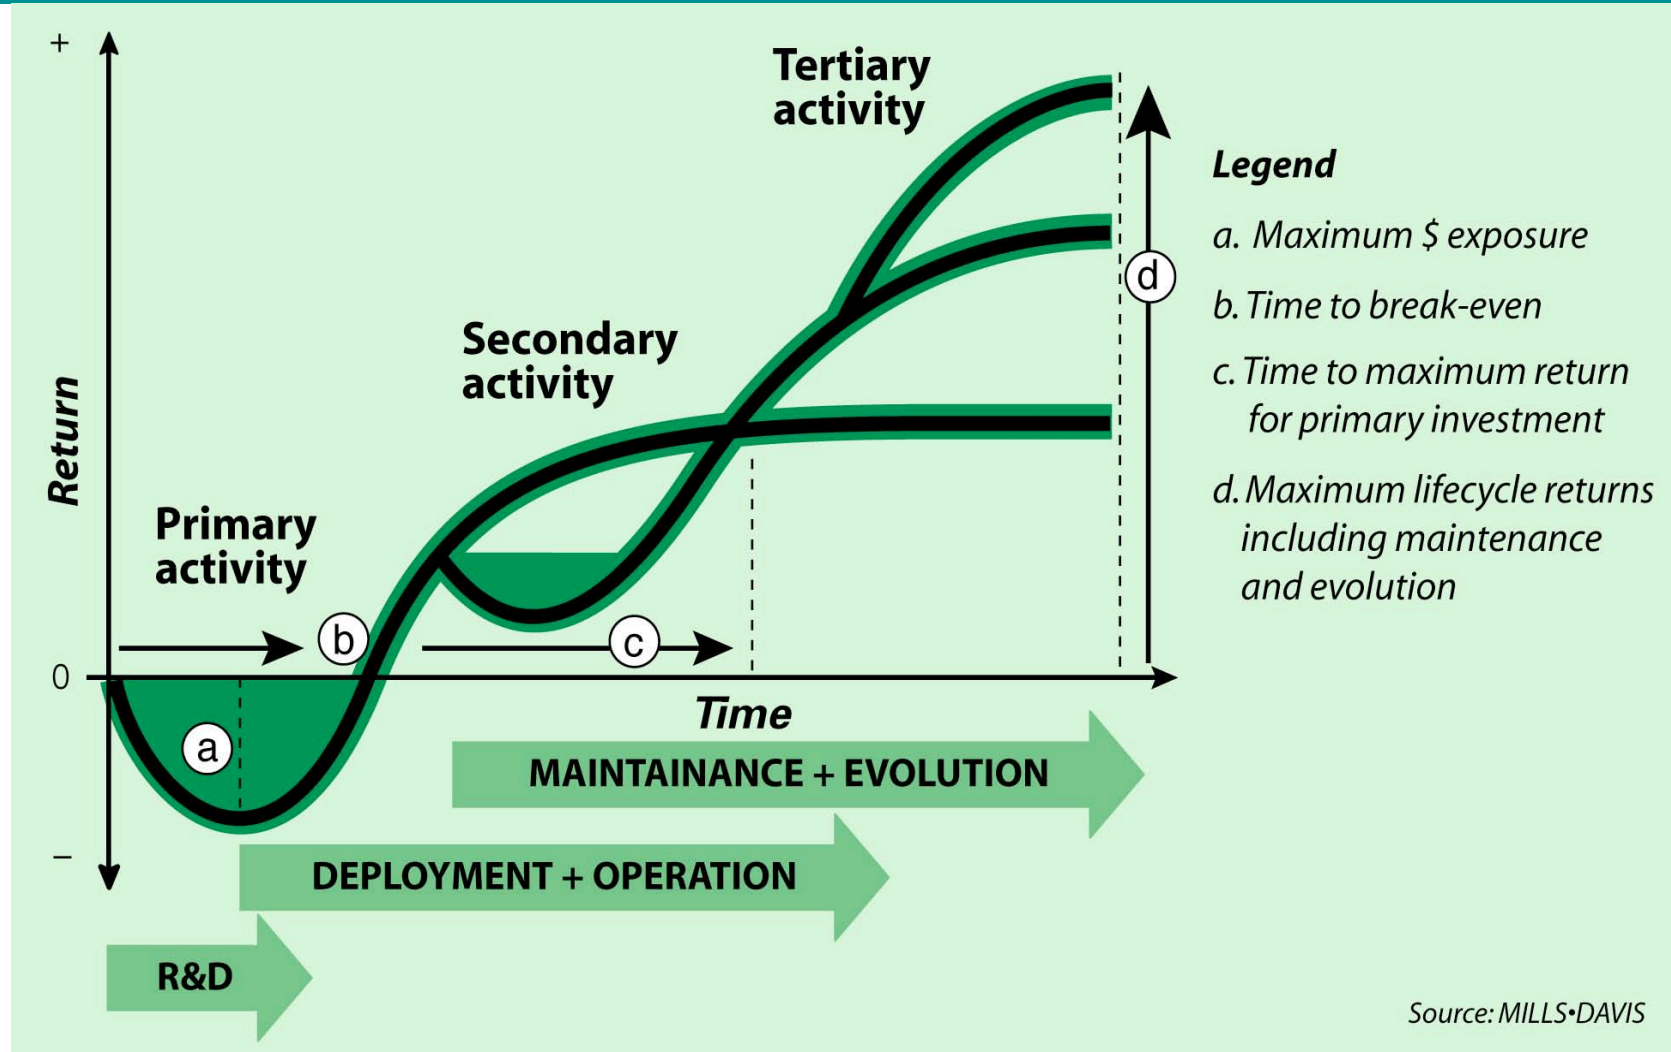 +
Tertiary
activity
Legend
a. Maximum $ exposure
d
b. Time to break-even
Secondary
activity
c. Time to maximum return
for primary investment
Return
d. Maximum lifecycle returns
including maintenance
and evolution
Primary
activity
b
c
0
Time
a
MAINTAINANCE + EVOLUTION
–
DEPLOYMENT + OPERATION
R&D
Source: MILLS•DAVIS